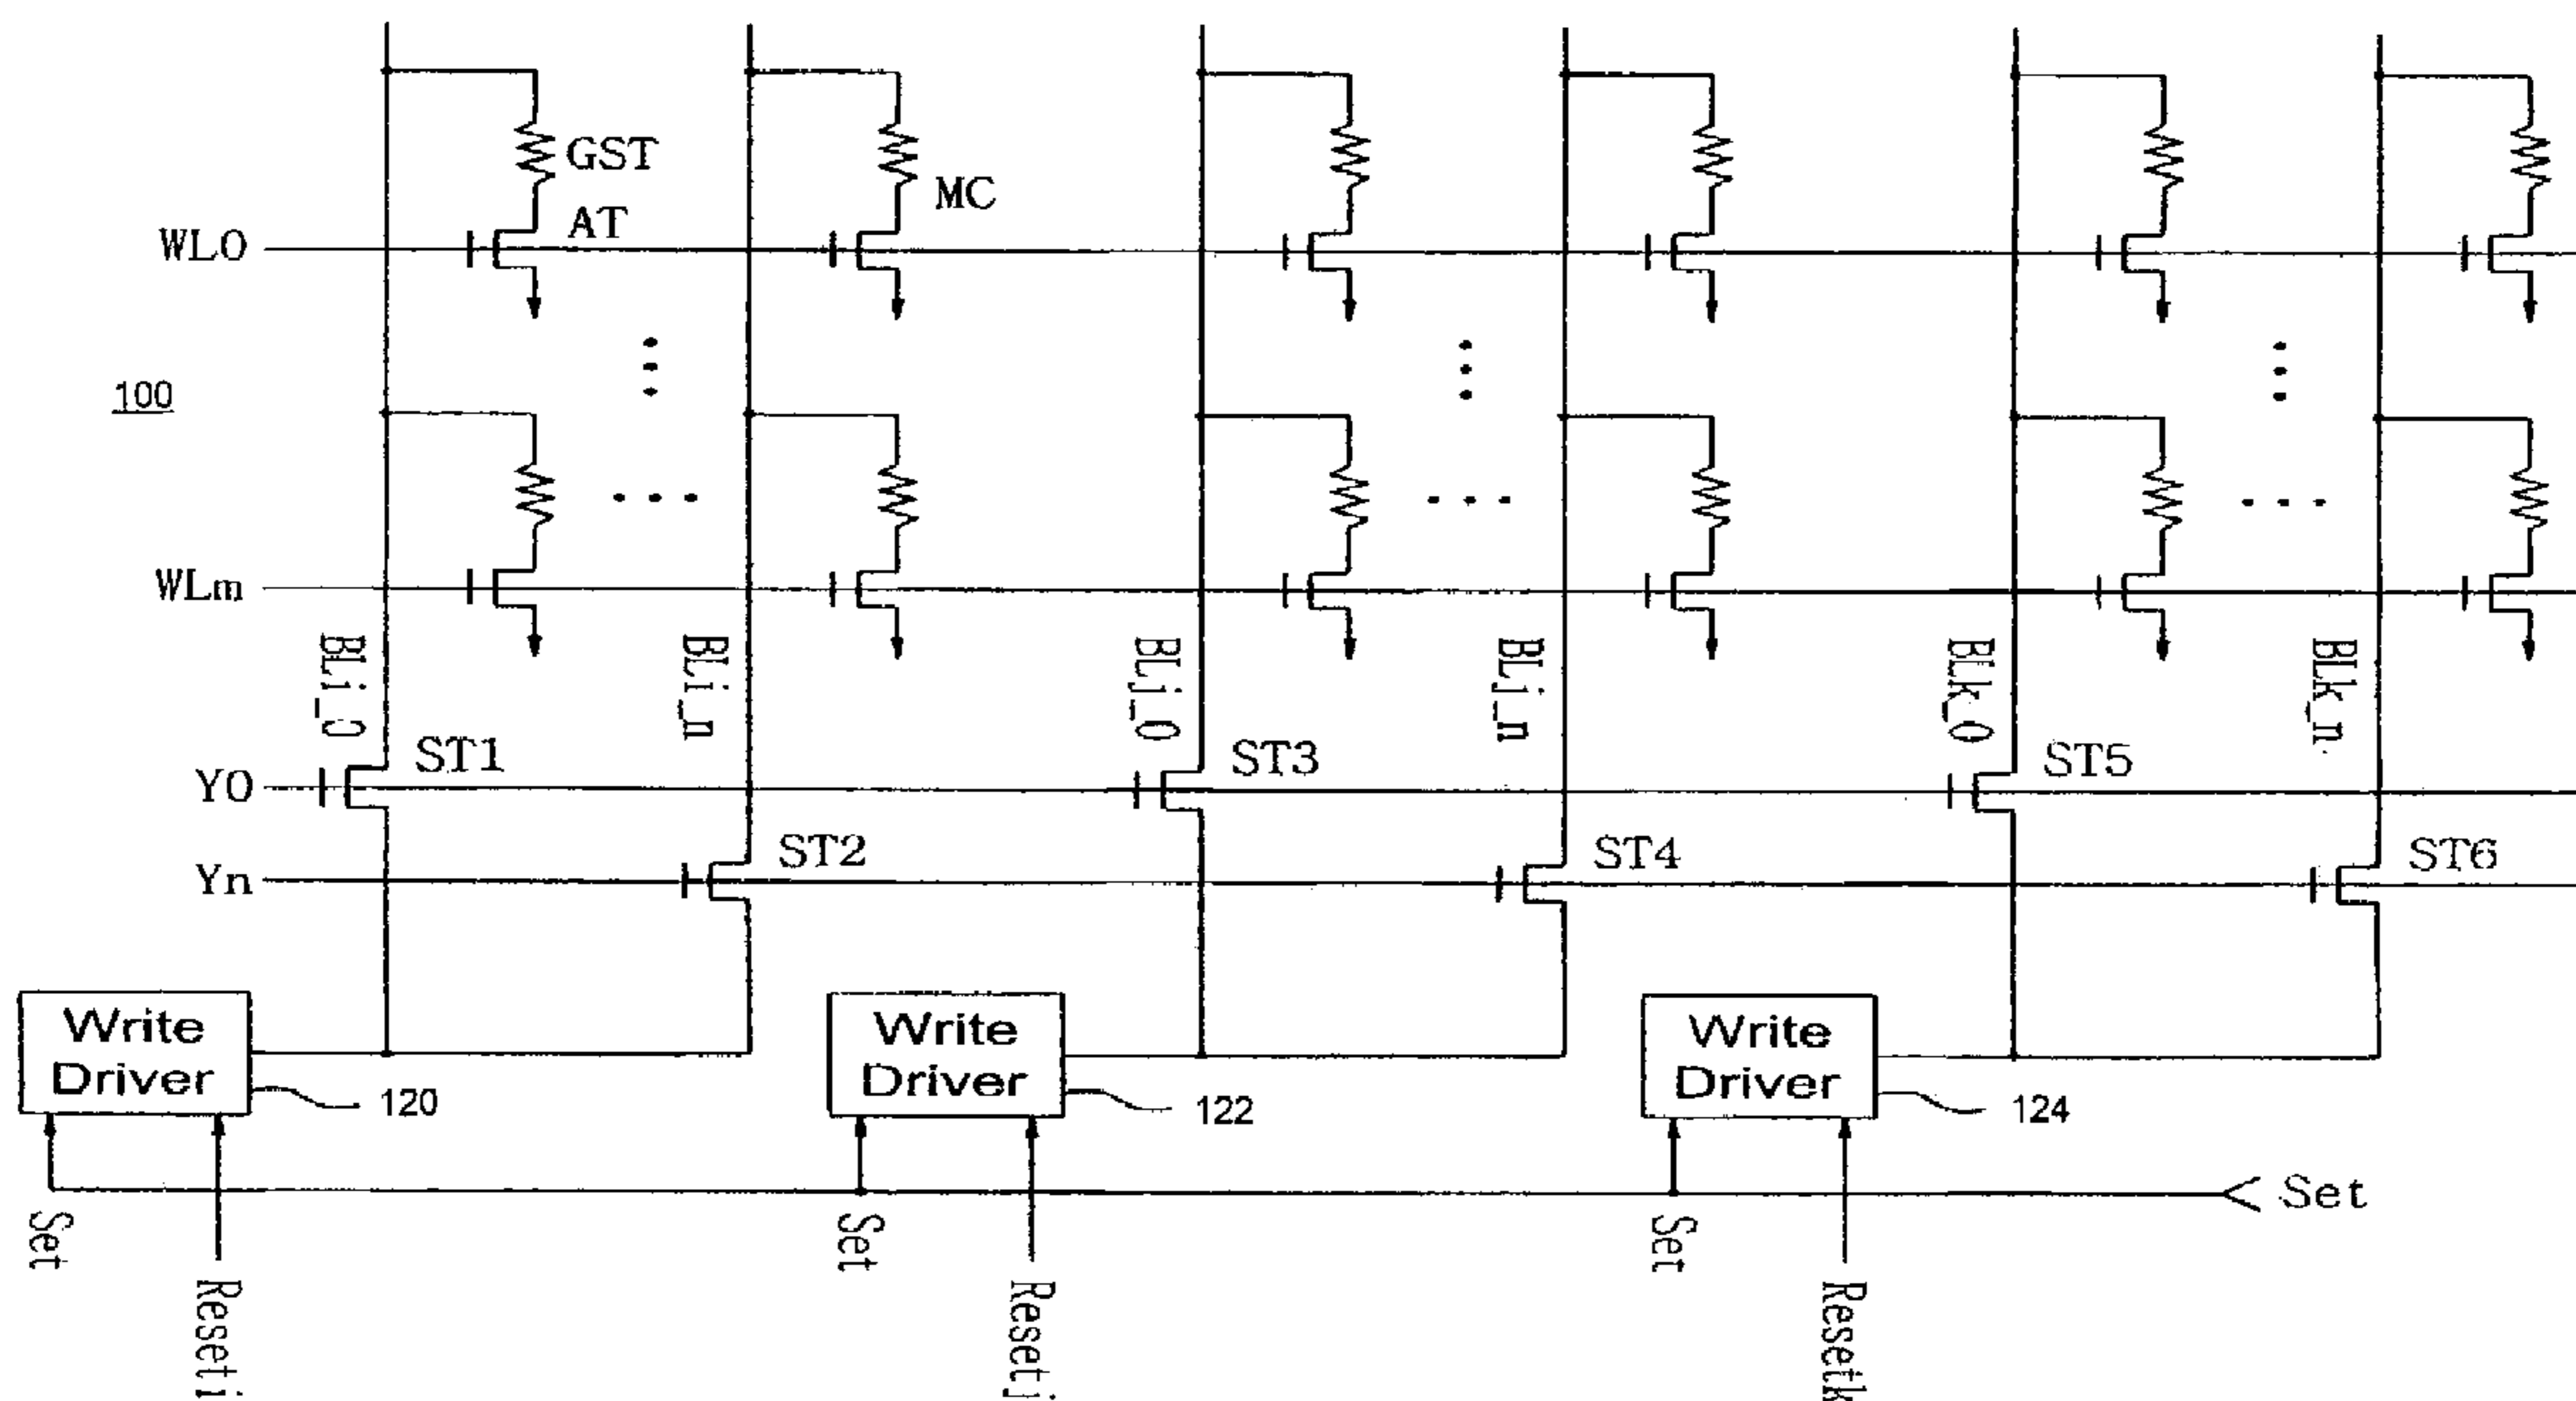 GST
MC
AT
WL0
100
WLm
BLi_0
BLi_n
BLj_0
BLj_n
BLk_0
BLk_n
ST1
ST3
ST5
Y0
ST2
ST4
ST6
Yn
Write
Driver
120
Write
Driver
122
Write
Driver
124
Set
Set
Set
Set
Reseti
Resetj
Resetk